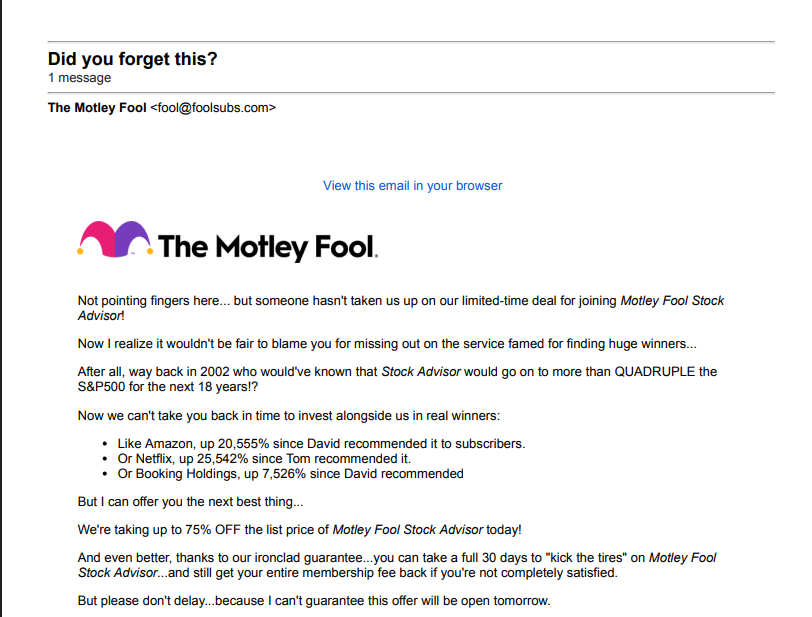 Did you forget this?
1 message
The Motley Fool <fool@foolsubs.com>
View this email in your browser
The Motley Fool.
Not pointing fingers here... but someone hasn't taken us up on our limited-time deal for joining Motley Fool Stock
Advisor!
Now I realize it wouldn't be fair to blame you for missing out on the service famed for finding huge winners...
After all, way back in 2002 who would've known that Stock Advisor would go on to more than QUADRUPLE the
S&P500 for the next 18 years!?
Now we can't take you back in time to invest alongside us in real winners:
• Like Amazon, up 20,555% since David recommended it to subscribers.
• Or Netflix, up 25,542% since Tom recommended it.
• Or Booking Holdings, up 7,526% since David recommended
But I can offer you the next best thing...
We're taking up to 75% OFF the list price of Motley Fool Stock Advisor today!
And even better, thanks to our ironclad guarantee...you can take a full 30 days to "kick the tires" on Motley Fool
Stock Advisor...and still get your entire membership fee back if you're not completely satisfied.
But please don't delay...because I can't guarantee this offer will be open tomorrow.